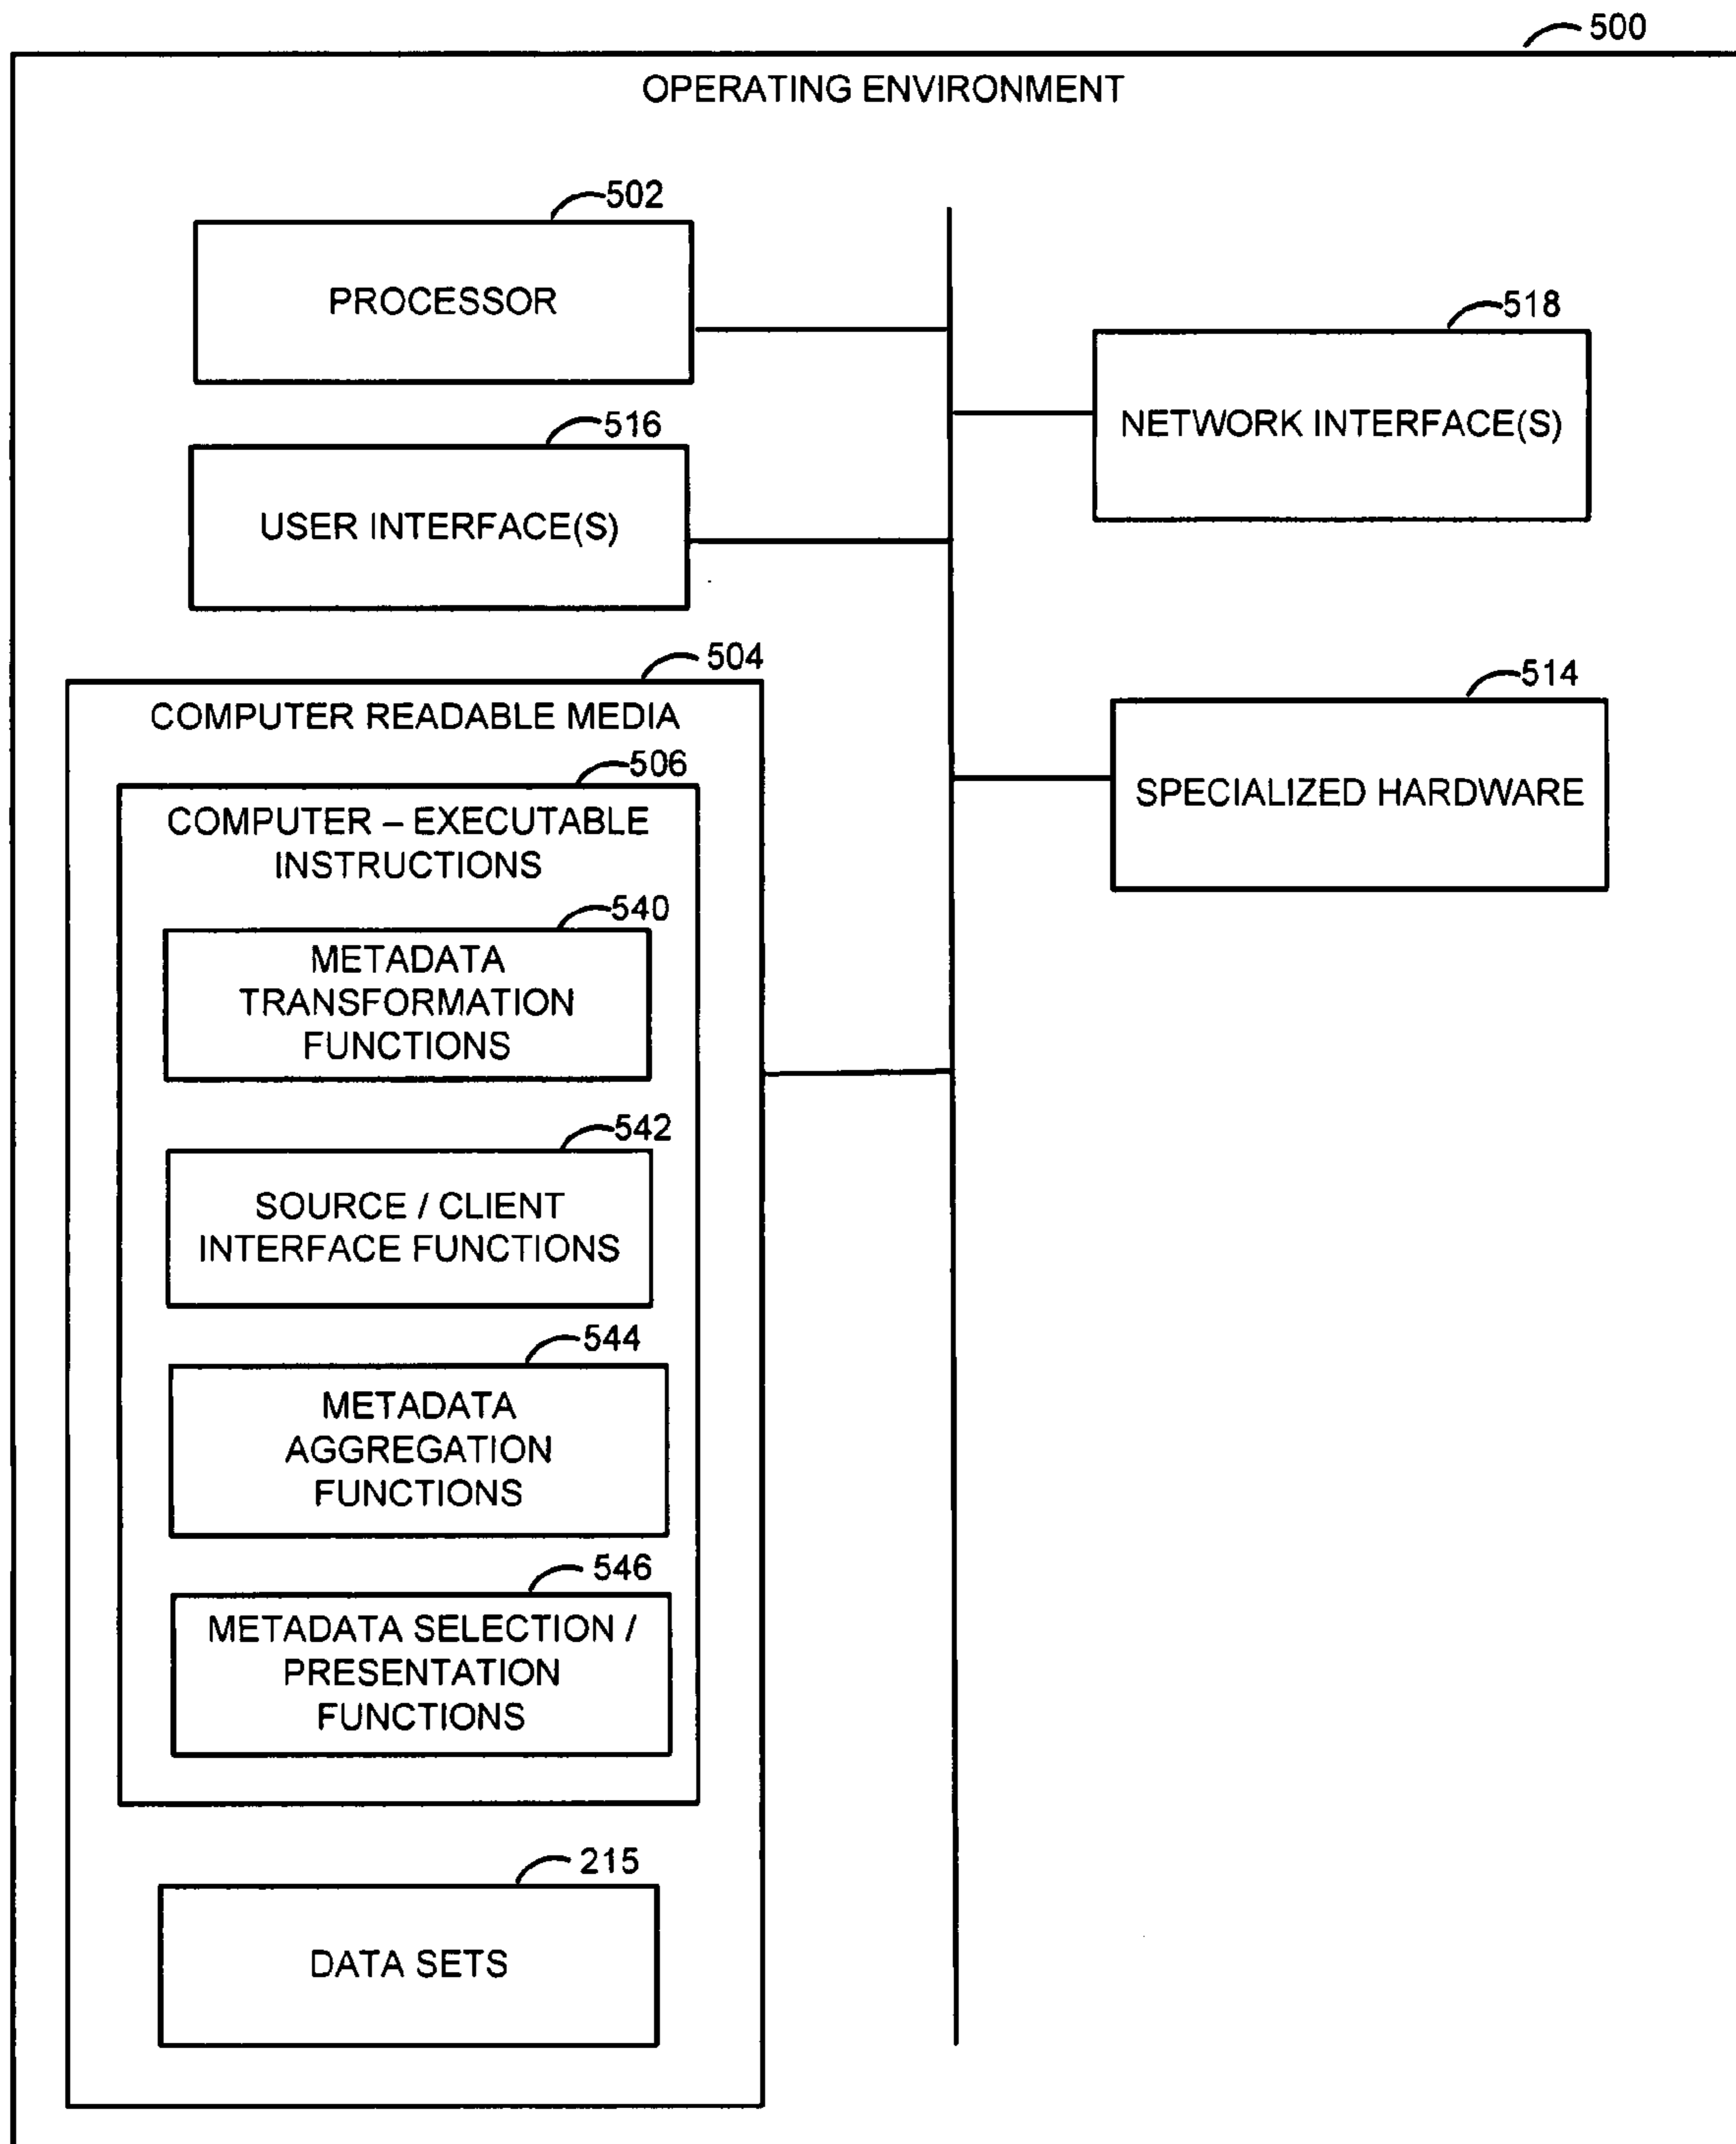 500
OPERATING ENVIRONMENT
502
PROCESSOR
518
NETWORK INTERFACE(S)
516
USER INTERFACE(S)
504
COMPUTER READABLE MEDIA
514
SPECIALIZED HARDWARE
506
COMPUTER – EXECUTABLE
INSTRUCTIONS
540
METADATA
TRANSFORMATION
FUNCTIONS
542
SOURCE / CLIENT
INTERFACE FUNCTIONS
544
METADATA
AGGREGATION
FUNCTIONS
546
METADATA SELECTION /
PRESENTATION
FUNCTIONS
215
DATA SETS